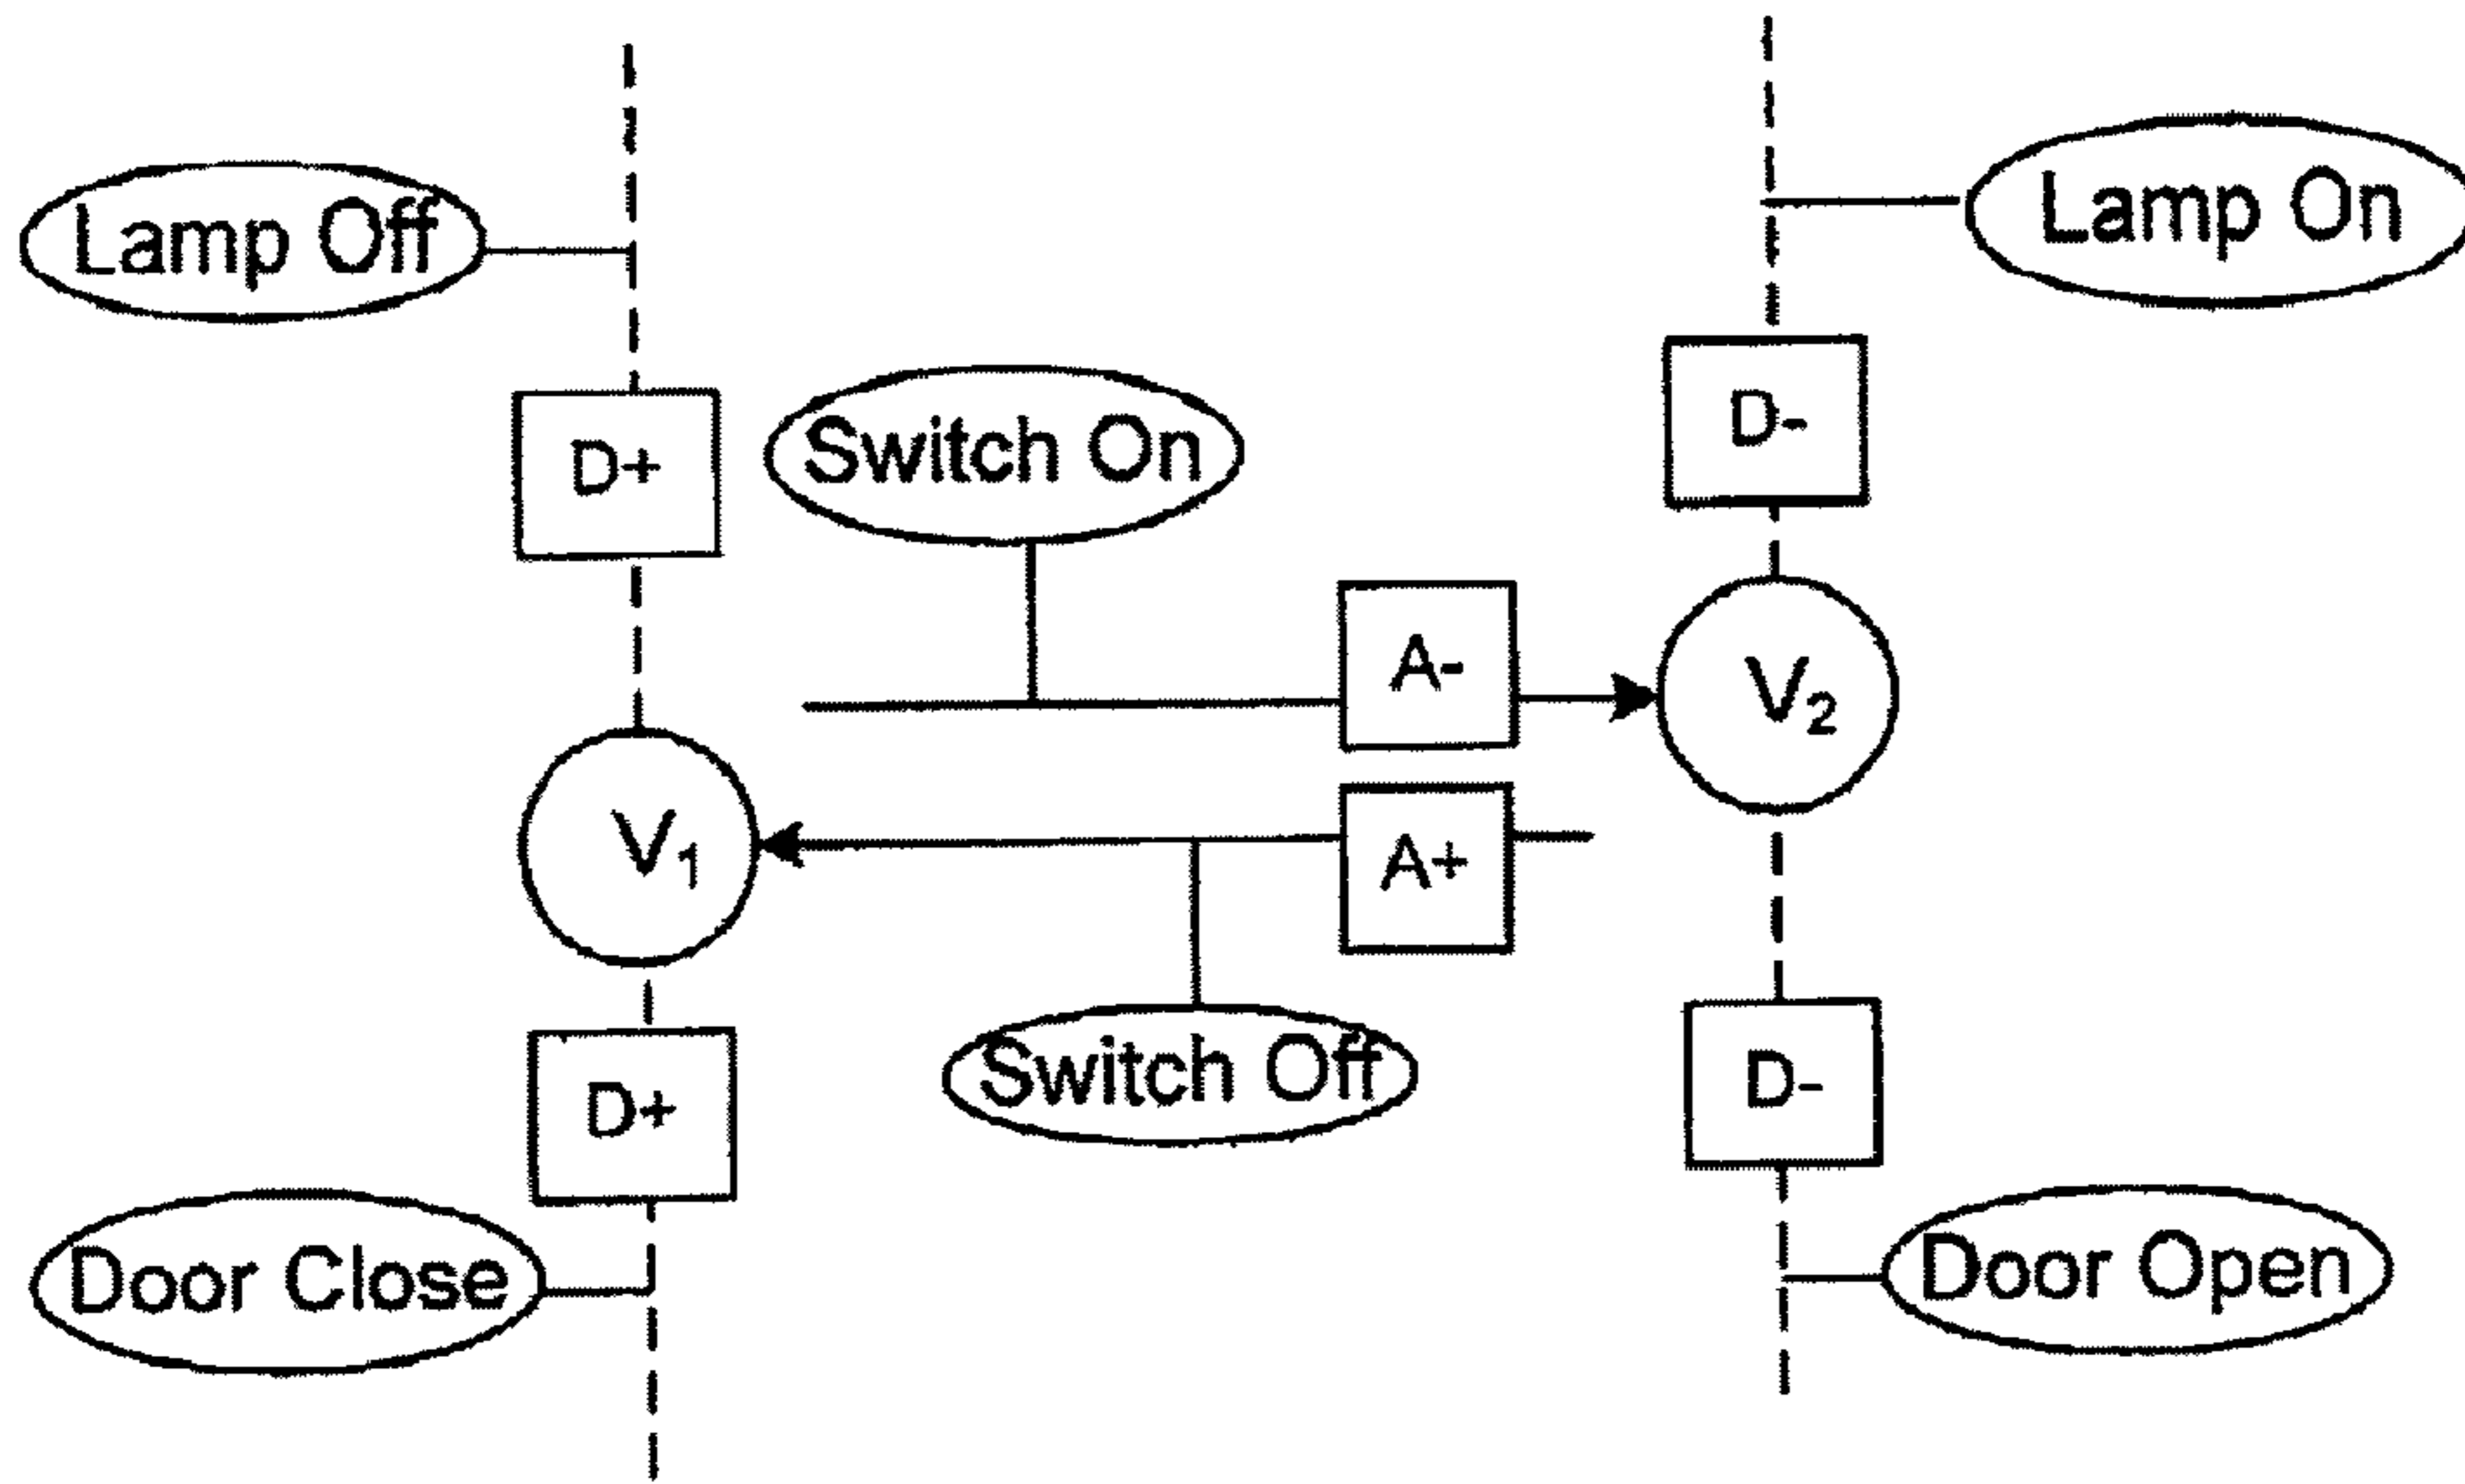 Lamp Off
Lamp On
D+
Switch On
D-
A-
V₂
V₁
A+
D+
Switch Off
D-
Door Close
Door Open